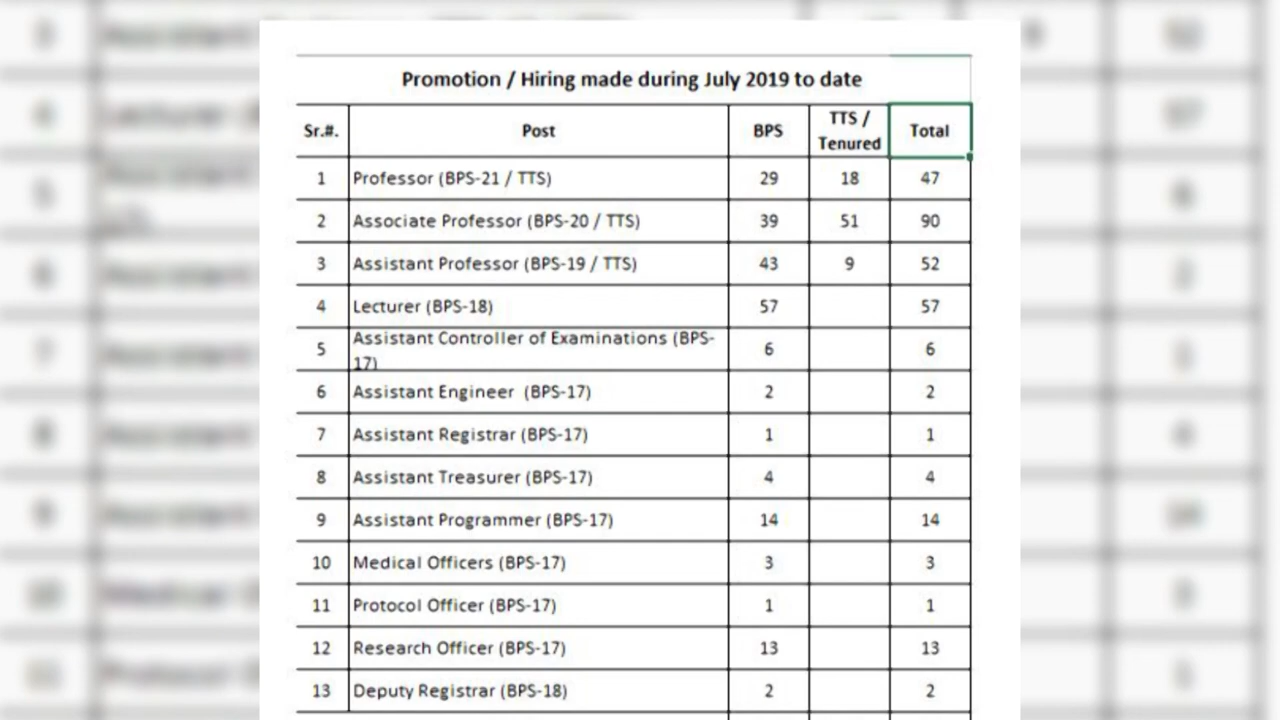 Promotion / Hiring made during July 2019 to date
Sr.#. Post BPS TTS / Tenured Total
1 Professor (BPS-21 / TTS) 29 18 47
2 Associate Professor (BPS-20 / TTS) 39 51 90
3 Assistant Professor (BPS-19 / TTS) 43 9 52
4 Lecturer (BPS-18) 57 57
5 Assistant Controller of Examinations (BPS-
17) 6 6
6 Assistant Engineer (BPS-17) 2 2
7 Assistant Registrar (BPS-17) 1 1
8 Assistant Treasurer (BPS-17) 4 4
9 Assistant Programmer (BPS-17) 14 14
10 Medical Officers (BPS-17) 3 3
11 Protocol Officer (BPS-17) 1 1
12 Research Officer (BPS-17) 13 13
13 Deputy Registrar (BPS-18) 2 2